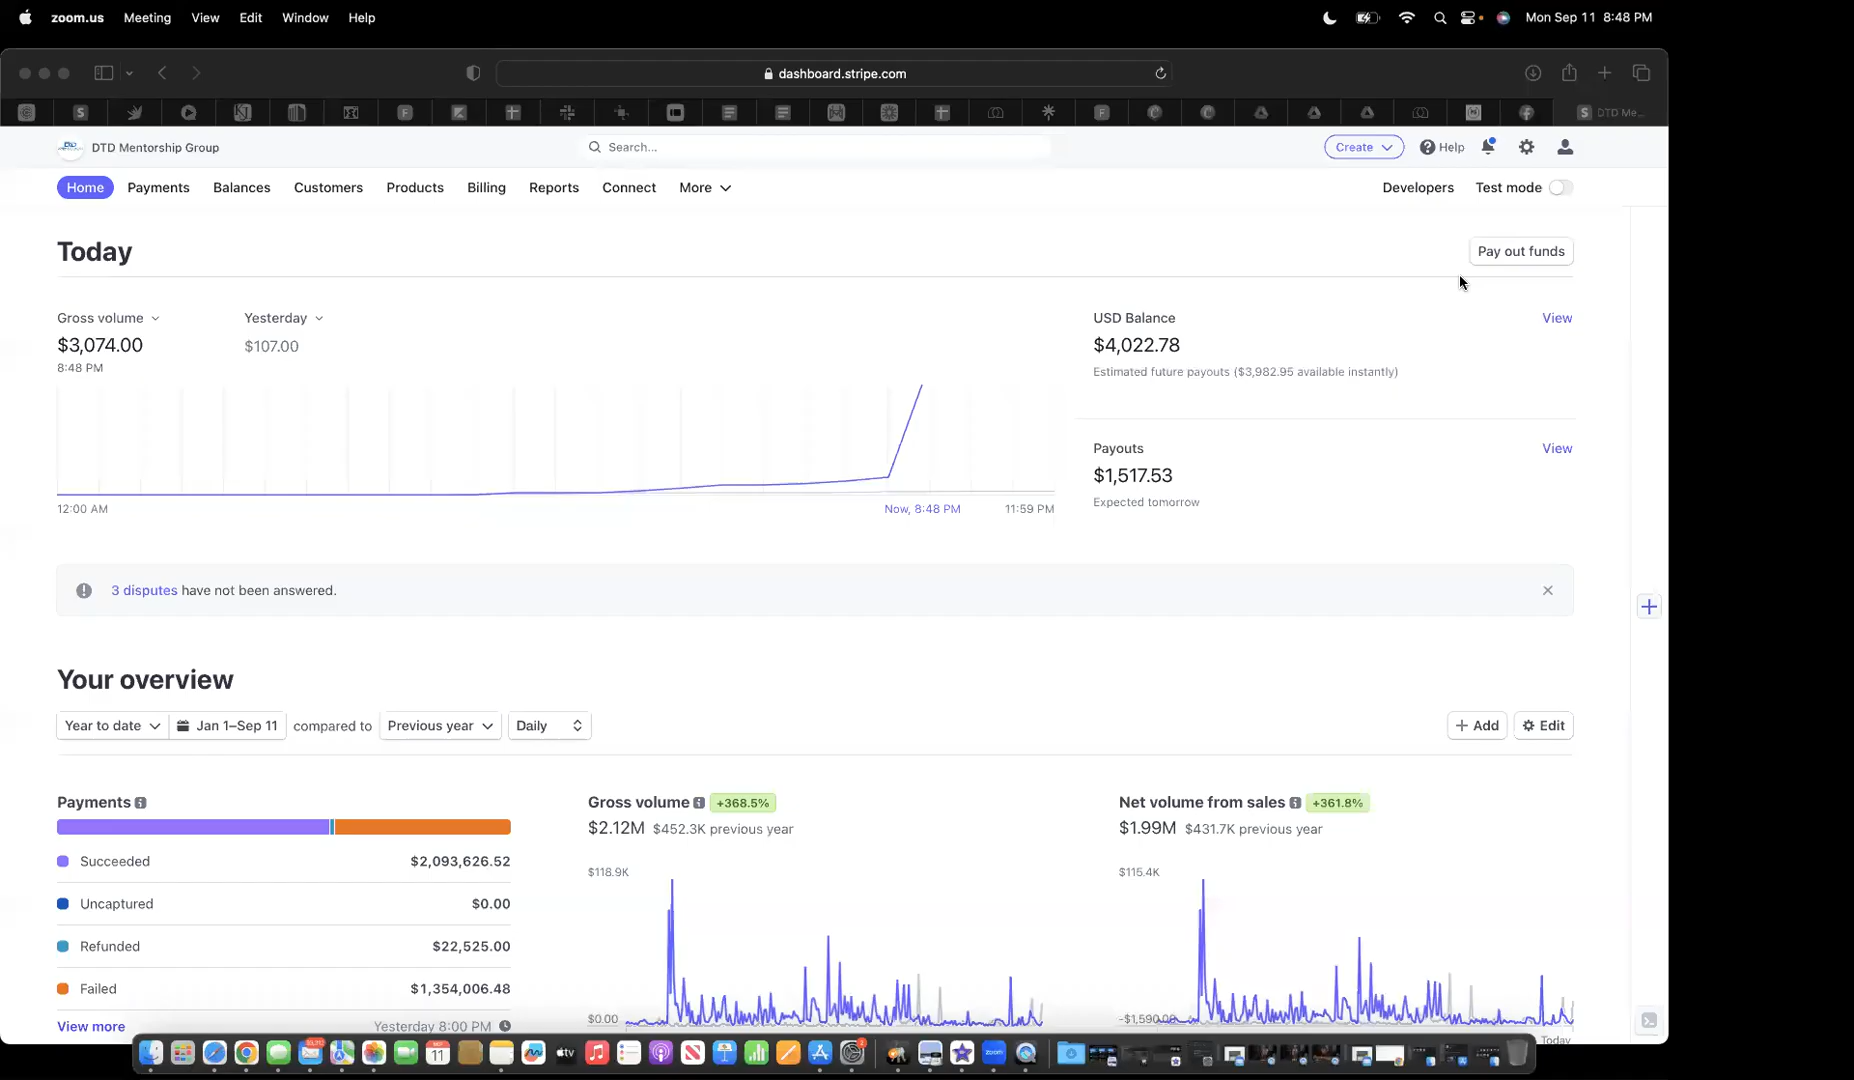 zoom.us Meeting View Edit Window Help Mon Sep 11 8:48 PM
dashboard.stripe.com
DTD Me...
DTD Mentorship Group Search... Create Help
Home Payments Balances Customers Products Billing Reports Connect More Developers Test mode
Today Pay out funds
Gross volume Yesterday USD Balance View
$3,074.00 $107.00 $4,022.78
8:48 PM Estimated future payouts ($3,982.95 available instantly)
Payouts View
$1,517.53
Expected tomorrow
12:00 AM Now, 8:48 PM 11:59 PM
3 disputes have not been answered.
Your overview
Year to date Jan 1–Sep 11 compared to Previous year Daily Add Edit
Payments Gross volume +368.5% Net volume from sales +361.8%
$2.12M $452.3K previous year $1.99M $431.7K previous year
Succeeded $2,093,626.52 $118.9K $115.4K
Uncaptured $0.00
Refunded $22,525.00
Failed $1,354,006.48
$0.00 -$1,590.00
View more Yesterday 8:00 PM
Today